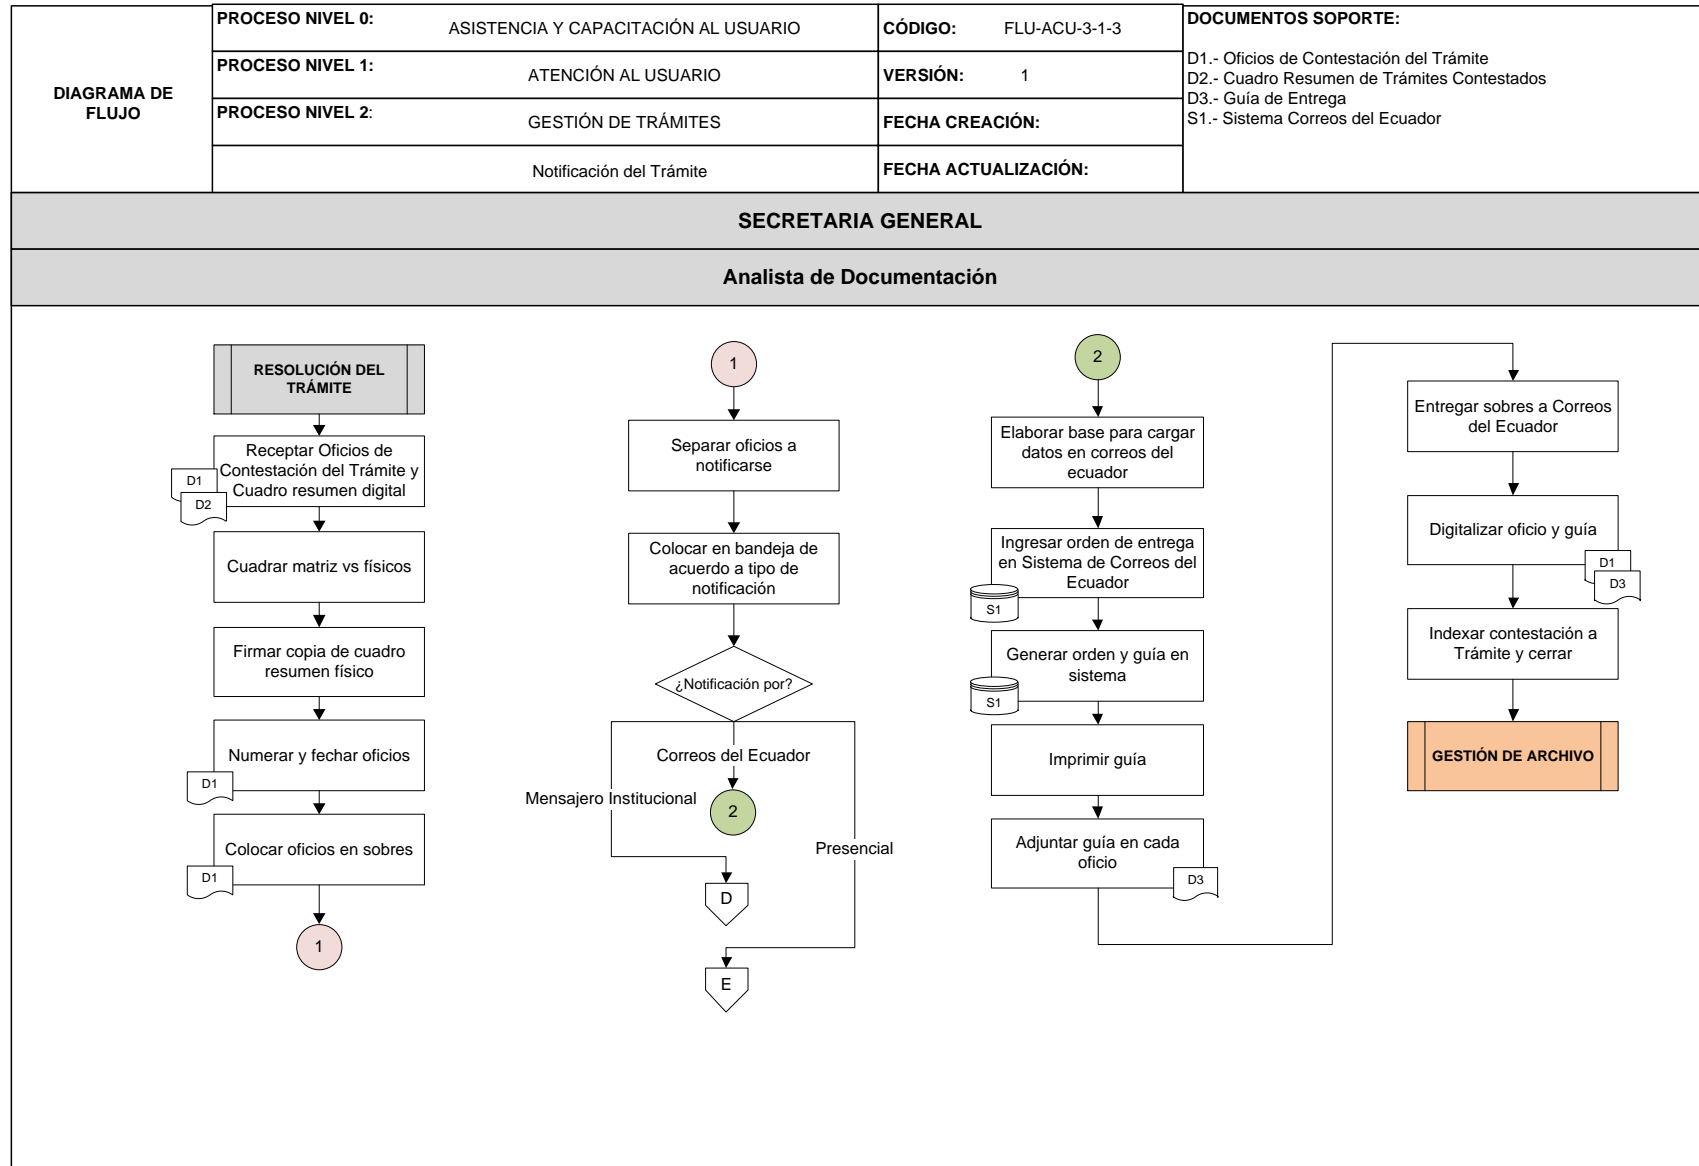 DIAGRAMA DE
FLUJO
PROCESO NIVEL 0:
ASISTENCIA Y CAPACITACIÓN AL USUARIO
CÓDIGO:
FLU-ACU-3-1-3
PROCESO NIVEL 1:
ATENCIÓN AL USUARIO
VERSIÓN:
1
PROCESO NIVEL 2:
GESTIÓN DE TRÁMITES
FECHA CREACIÓN:
Notificación del Trámite
FECHA ACTUALIZACIÓN:
DOCUMENTOS SOPORTE:
D1.- Oficios de Contestación del Trámite
D2.- Cuadro Resumen de Trámites Contestados
D3.- Guía de Entrega
S1.- Sistema Correos del Ecuador
SECRETARIA GENERAL
Analista de Documentación
RESOLUCIÓN DEL
TRÁMITE
Receptar Oficios de
Contestación del Trámite y
Cuadro resumen digital
D1
D2
Cuadrar matriz vs físicos
Firmar copia de cuadro
resumen físico
Numerar y fechar oficios
D1
Colocar oficios en sobres
D1
1
1
Separar oficios a
notificarse
Colocar en bandeja de
acuerdo a tipo de
notificación
¿Notificación por?
Correos del Ecuador
Mensajero Institucional
2
Presencial
D
E
2
Elaborar base para cargar
datos en correos del
ecuador
Ingresar orden de entrega
en Sistema de Correos del
Ecuador
S1
Generar orden y guía en
sistema
S1
Imprimir guía
Adjuntar guía en cada
oficio
D3
Entregar sobres a Correos
del Ecuador
Digitalizar oficio y guía
D1
D3
Indexar contestación a
Trámite y cerrar
GESTIÓN DE ARCHIVO